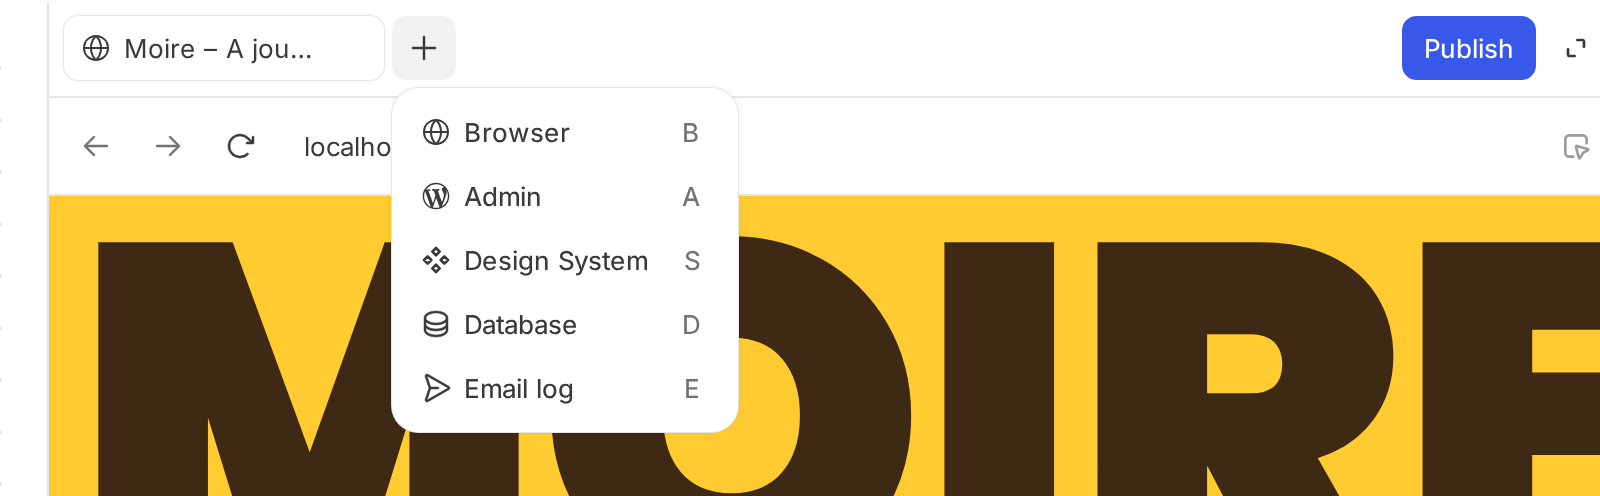 Moire – A jou...
Publish
localho
Browser B
Admin A
Design System S
Database D
Email log E
MOIRE